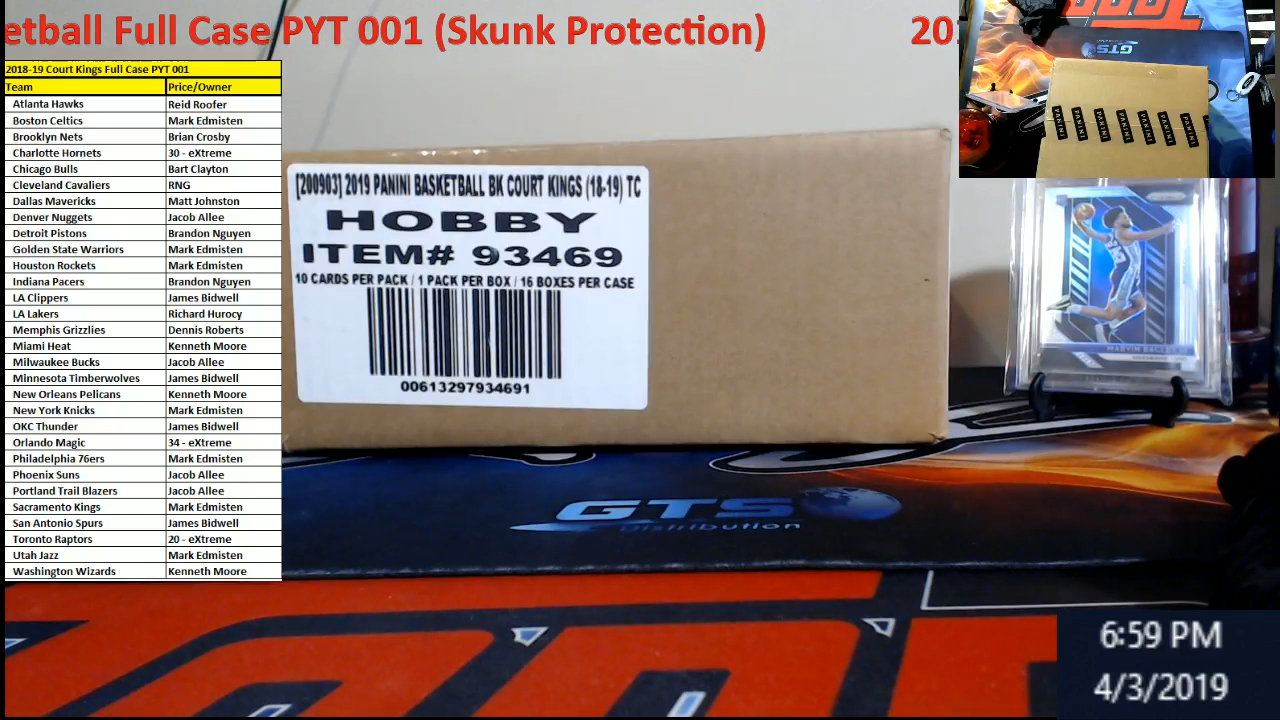 etball Full Case PYT 001 (Skunk Protection)
201
2018-19 Court Kings Full Case PYT 001
Team Price/Owner
Atlanta Hawks Reid Roofer
Boston Celtics Mark Edmisten
Brooklyn Nets Brian Crosby
Charlotte Hornets 30 - eXtreme
Chicago Bulls Bart Clayton
Cleveland Cavaliers RNG
Dallas Mavericks Matt Johnston
Denver Nuggets Jacob Allee
Detroit Pistons Brandon Nguyen
Golden State Warriors Mark Edmisten
Houston Rockets Mark Edmisten
Indiana Pacers Brandon Nguyen
LA Clippers James Bidwell
LA Lakers Richard Hurocy
Memphis Grizzlies Dennis Roberts
Miami Heat Kenneth Moore
Milwaukee Bucks Jacob Allee
Minnesota Timberwolves James Bidwell
New Orleans Pelicans Kenneth Moore
New York Knicks Mark Edmisten
OKC Thunder James Bidwell
Orlando Magic 34 - eXtreme
Philadelphia 76ers Mark Edmisten
Phoenix Suns Jacob Allee
Portland Trail Blazers Jacob Allee
Sacramento Kings Mark Edmisten
San Antonio Spurs James Bidwell
Toronto Raptors 20 - eXtreme
Utah Jazz Mark Edmisten
Washington Wizards Kenneth Moore
[200903] 2019 PANINI BASKETBALL BK COURT KINGS (18-19) TC
HOBBY
ITEM# 93469
10 CARDS PER PACK / 1 PACK PER BOX / 16 BOXES PER CASE
00613297934691
GTS
PANINI PANINI PANINI PANINI PANINI PANINI PANINI
MARVIN BAGLEY III
GTS
Distribution
6:59 PM
4/3/2019